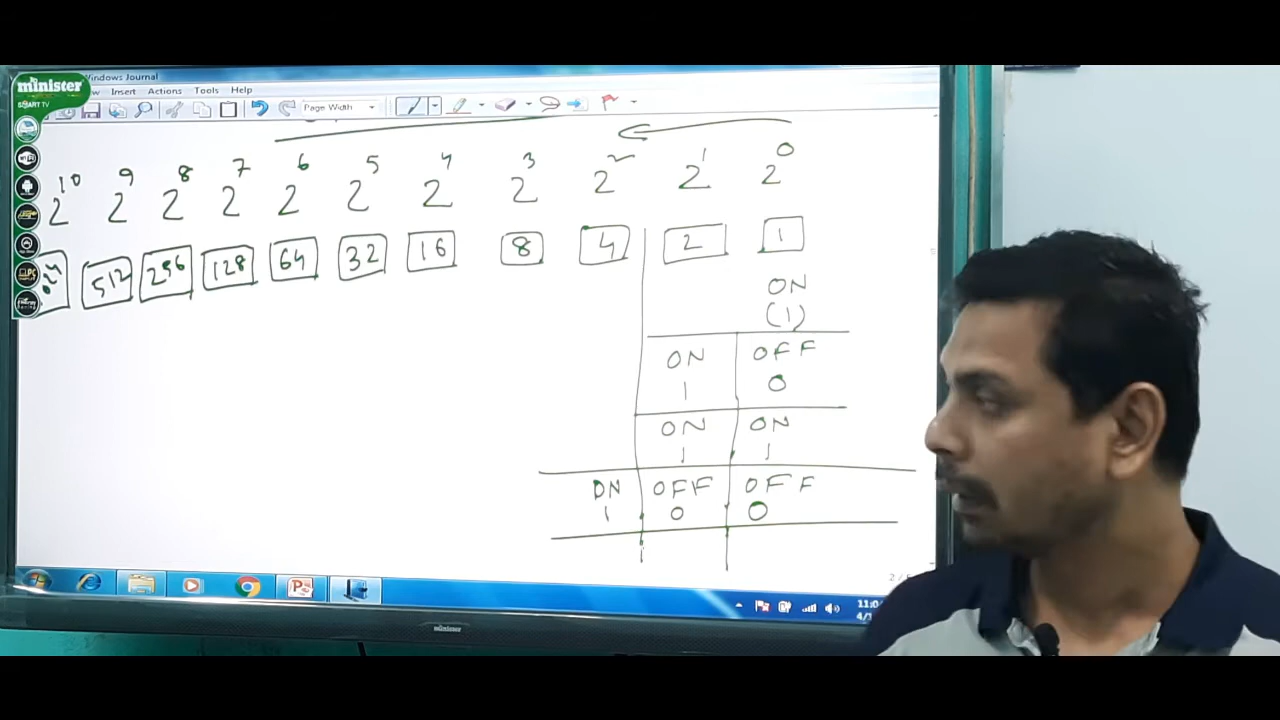 Windows Journal
minister
SMART TV
Insert Actions Tools Help
Page Width
2^10 2^9 2^8 2^7 2^6 2^5 2^4 2^3 2^2 2^1 2^0
512 256 128 64 32 16 8 4 2 1
ON
(1)
ON OFF
1 0
ON ON
1 1
ON OFF OFF
1 0 0
minister